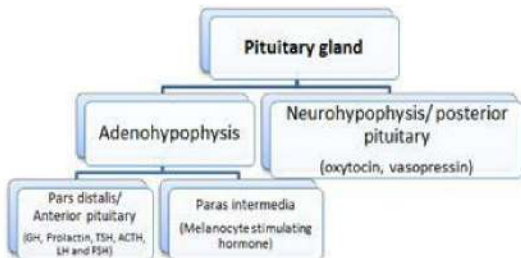 Pituitary gland
Adenohypophysis
Neurohypophysis/ posterior
pituitary
(oxytocin, vasopressin)
Pars distalis/
Anterior pituitary
(GH, Prolactin, TSH, ACTH,
LH and FSH)
Paras intermedia
(Melanocyte stimulating
hormone)